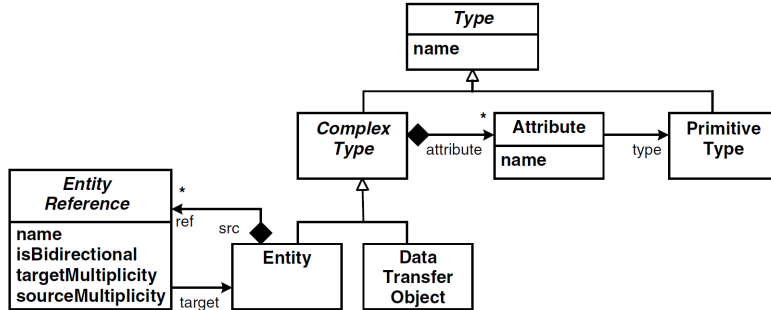 Type
name
Complex
Type
*
attribute
Attribute
name
type
Primitive
Type
Entity
Reference
name
isBidirectional
targetMultiplicity
sourceMultiplicity
*
ref
src
target
Entity
Data
Transfer
Object